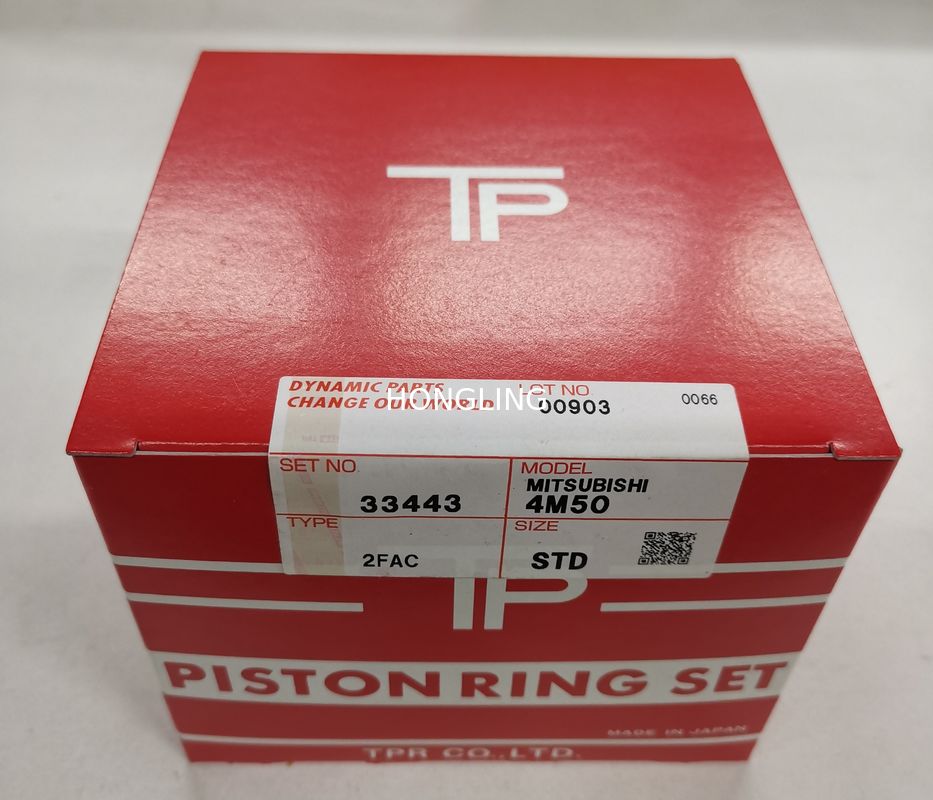 TP
DYNAMIC PARTS
CHANGE OUR WORLD
HONGLING
LOT NO.
00903
0066
SET NO.
33443
MODEL
MITSUBISHI
4M50
TYPE
2FAC
SIZE
STD
TP
PISTON RING SET
MADE IN JAPAN
TPR CO.,LTD.